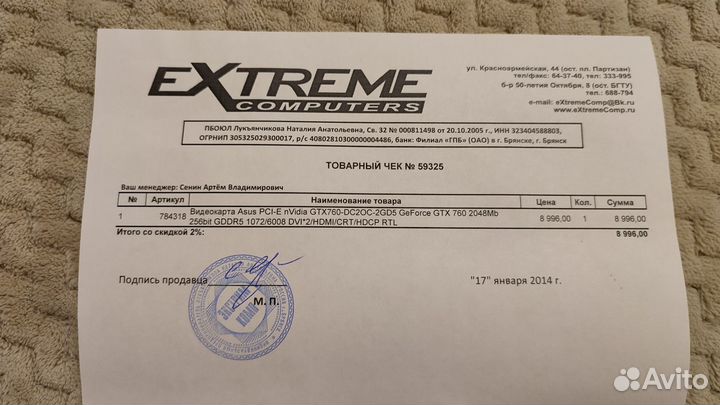 EXTREME
COMPUTERS
ул. Красноармейская, 44 (ост. пл. Партизан)
тел/факс: 64-37-40, тел: 333-995
б-р 50-летия Октября, 8 (ост. БГТУ)
тел.: 688-794
e-mail: eXtremeComp@Bk.ru
www.eXtremeComp.ru
ПБОЮЛ Лукьянчикова Наталия Анатольевна, Св. 32 № 000811498 от 20.10.2005 г., ИНН 323404588803,
ОГРНИП 305325029300017, р/с 40802810300000004486, банк: Филиал «ГПБ» (ОАО) в г. Брянске, г. Брянск
ТОВАРНЫЙ ЧЕК № 59325
Ваш менеджер: Сенин Артём Владимирович
№ Артикул Наименование товара Цена Кол. Сумма
1 784318 Видеокарта Asus PCI-E nVidia GTX760-DC2OC-2GD5 GeForce GTX 760 2048Mb 8 996,00 1 8 996,00
256bit GDDR5 1072/6008 DVI*2/HDMI/CRT/HDCP RTL
Итого со скидкой 2%: 8 996,00
Подпись продавца "17" января 2014 г.
М. П.
Avito